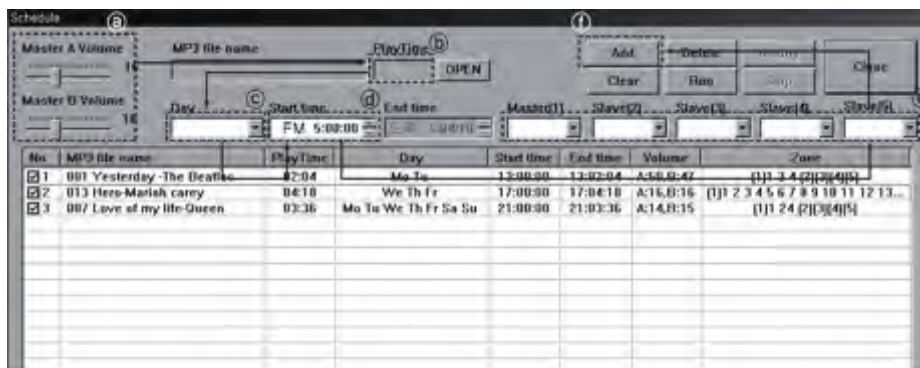 Schedule
ⓐ ⓕ
Master A Volume MP3 file name PlayTime ⓑ Add Delete Close
16 OPEN
Clear Run Stop
Master B Volume
16 Day ⓒ Start time ⓓ End time Master[1] Slave[2] Slave[3] Slave[4] Slave[5]
PM 5:00:00
No MP3 file name PlayTime Day Start time End time Volume Zone
1 001 Yesterday -The Beatles 02:04 Mo Tu 13:00:00 13:02:04 A:50,B:47 [1]1 3 4 [2][3][4][5]
2 013 Hero-Mariah carey 04:18 We Th Fr 17:00:00 17:04:18 A:16,B:16 [1]1 2 3 4 5 6 7 8 9 10 11 12 13...
3 007 Love of my life-Queen 03:36 Mo Tu We Th Fr Sa Su 21:00:00 21:03:36 A:14,B:15 [1]1 24 [2][3][4][5]